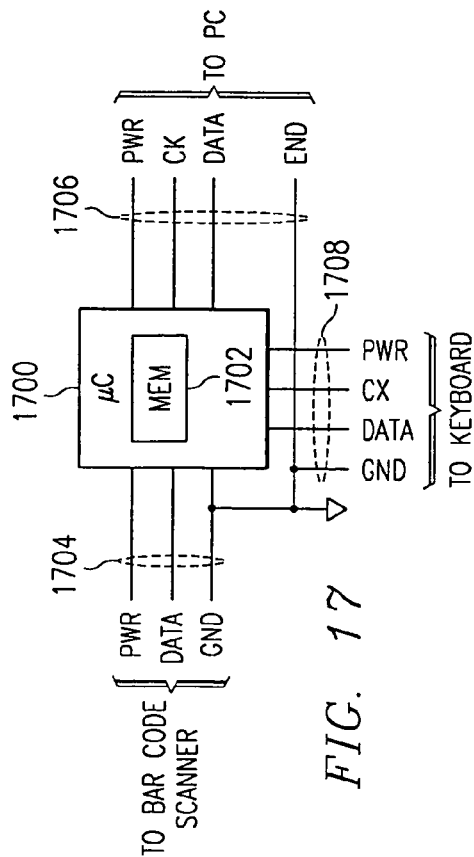 1700
μC
MEM
1702
1704
PWR
DATA
GND
TO BAR CODE
SCANNER
1706
PWR
CK
DATA
END
TO PC
1708
PWR
CX
DATA
GND
TO KEYBOARD
FIG. 17